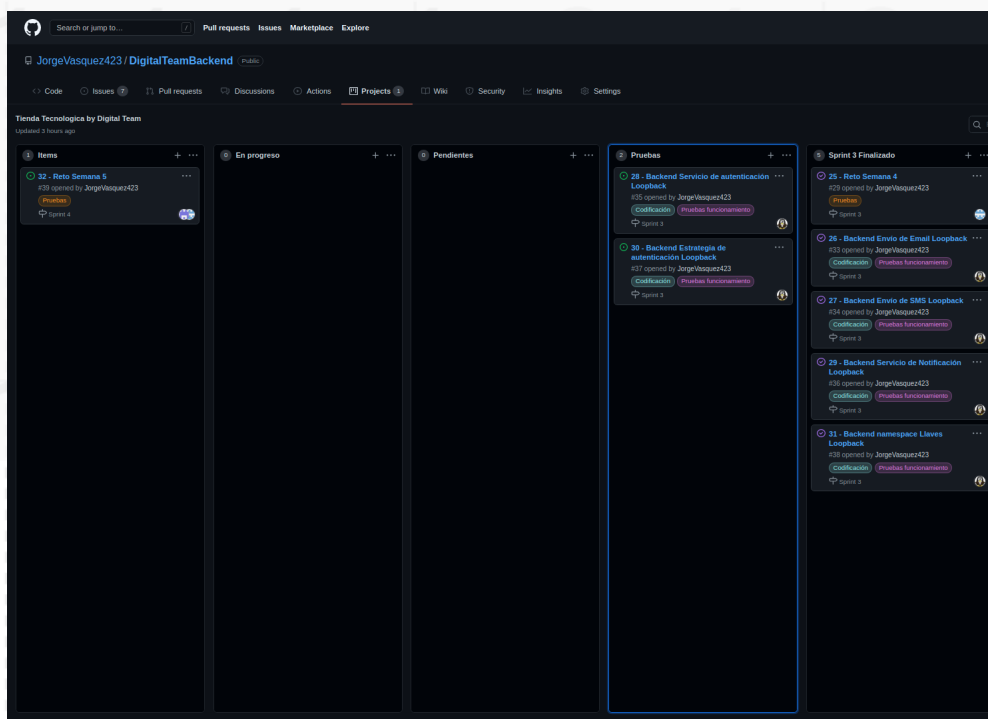 Search or jump to...
/
Pull requests Issues Marketplace Explore
JorgeVasquez423 / DigitalTeamBackend Public
Code Issues 7 Pull requests Discussions Actions Projects 1 Wiki Security Insights Settings
Tienda Tecnologica by Digital Team
Updated 3 hours ago
1 Items
32 - Reto Semana 5
#39 opened by JorgeVasquez423
Pruebas
Sprint 4
0 En progreso
0 Pendientes
2 Pruebas
28 - Backend Servicio de autenticación
Loopback
#35 opened by JorgeVasquez423
Codificación Pruebas funcionamiento
Sprint 3
30 - Backend Estrategia de
autenticación Loopback
#37 opened by JorgeVasquez423
Codificación Pruebas funcionamiento
Sprint 3
5 Sprint 3 Finalizado
25 - Reto Semana 4
#29 opened by JorgeVasquez423
Pruebas
Sprint 3
26 - Backend Envio de Email Loopback
#33 opened by JorgeVasquez423
Codificación Pruebas funcionamiento
Sprint 3
27 - Backend Envio de SMS Loopback
#34 opened by JorgeVasquez423
Codificación Pruebas funcionamiento
Sprint 3
29 - Backend Servicio de Notificación
Loopback
#36 opened by JorgeVasquez423
Codificación Pruebas funcionamiento
Sprint 3
31 - Backend namespace Llaves
Loopback
#38 opened by JorgeVasquez423
Codificación Pruebas funcionamiento
Sprint 3